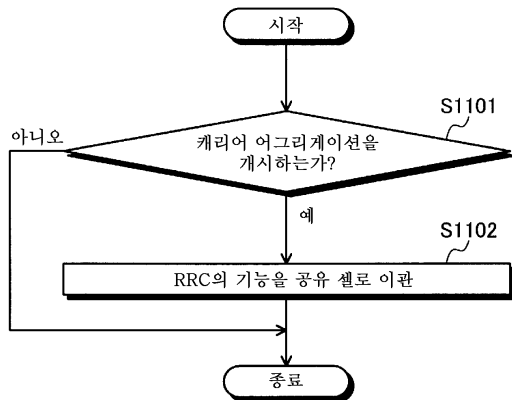 시작
S1101
캐리어 어그리게이션을
개시하는가?
아니오
예
S1102
RRC의 기능을 공유 셀로 이관
종료